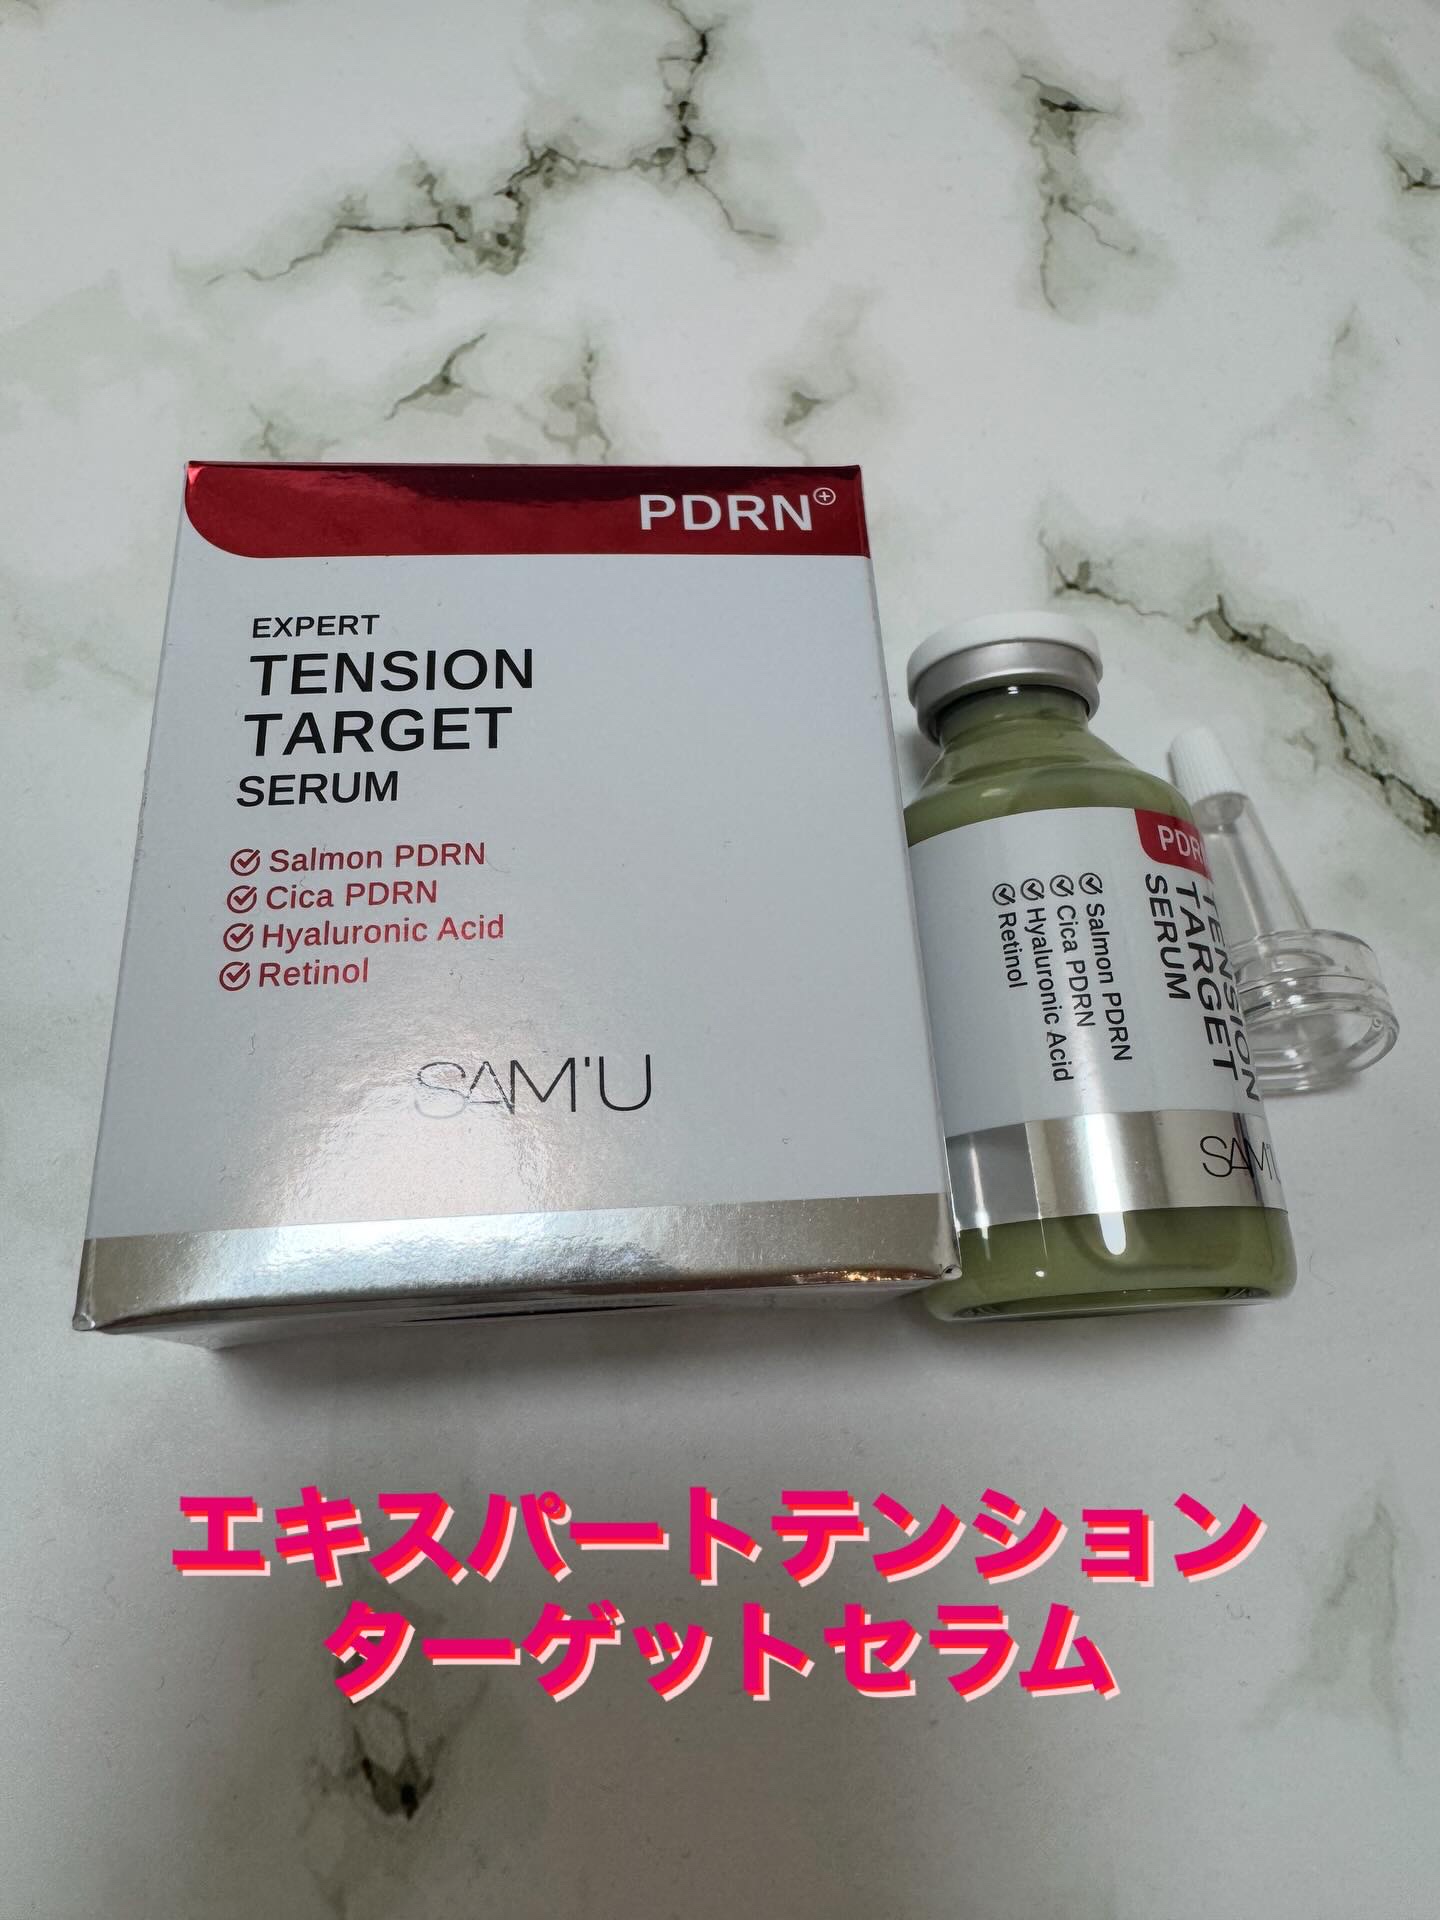 PDRN⊕
EXPERT
TENSION
TARGET
SERUM
Salmon PDRN
Cica PDRN
Hyaluronic Acid
Retinol
SAM'U
PDRN
TENSION
TARGET
SERUM
Salmon PDRN
Cica PDRN
Hyaluronic Acid
Retinol
SAM'U
エキスパートテンション
ターゲットセラム